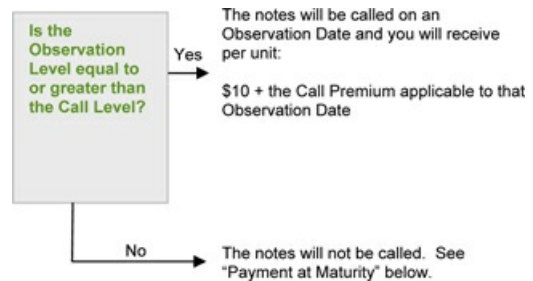 Is the
Observation
Level equal to
or greater than
the Call Level?
Yes
The notes will be called on an
Observation Date and you will receive
per unit:
$10 + the Call Premium applicable to that
Observation Date
No
The notes will not be called.  See
“Payment at Maturity” below.